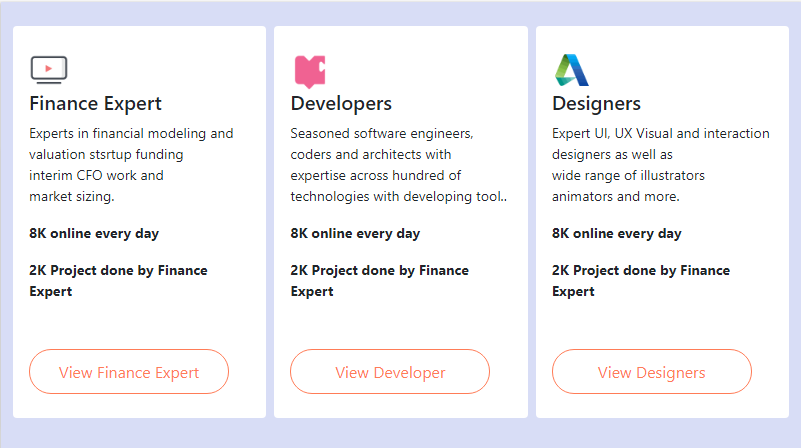 Finance Expert
Experts in financial modeling and
valuation stsrtup funding
interim CFO work and
market sizing.
8K online every day
2K Project done by Finance
Expert
View Finance Expert
Developers
Seasoned software engineers,
coders and architects with
expertise across hundred of
technologies with developing tool..
8K online every day
2K Project done by Finance
Expert
View Developer
Designers
Expert UI, UX Visual and interaction
designers as well as
wide range of illustrators
animators and more.
8K online every day
2K Project done by Finance
Expert
View Designers